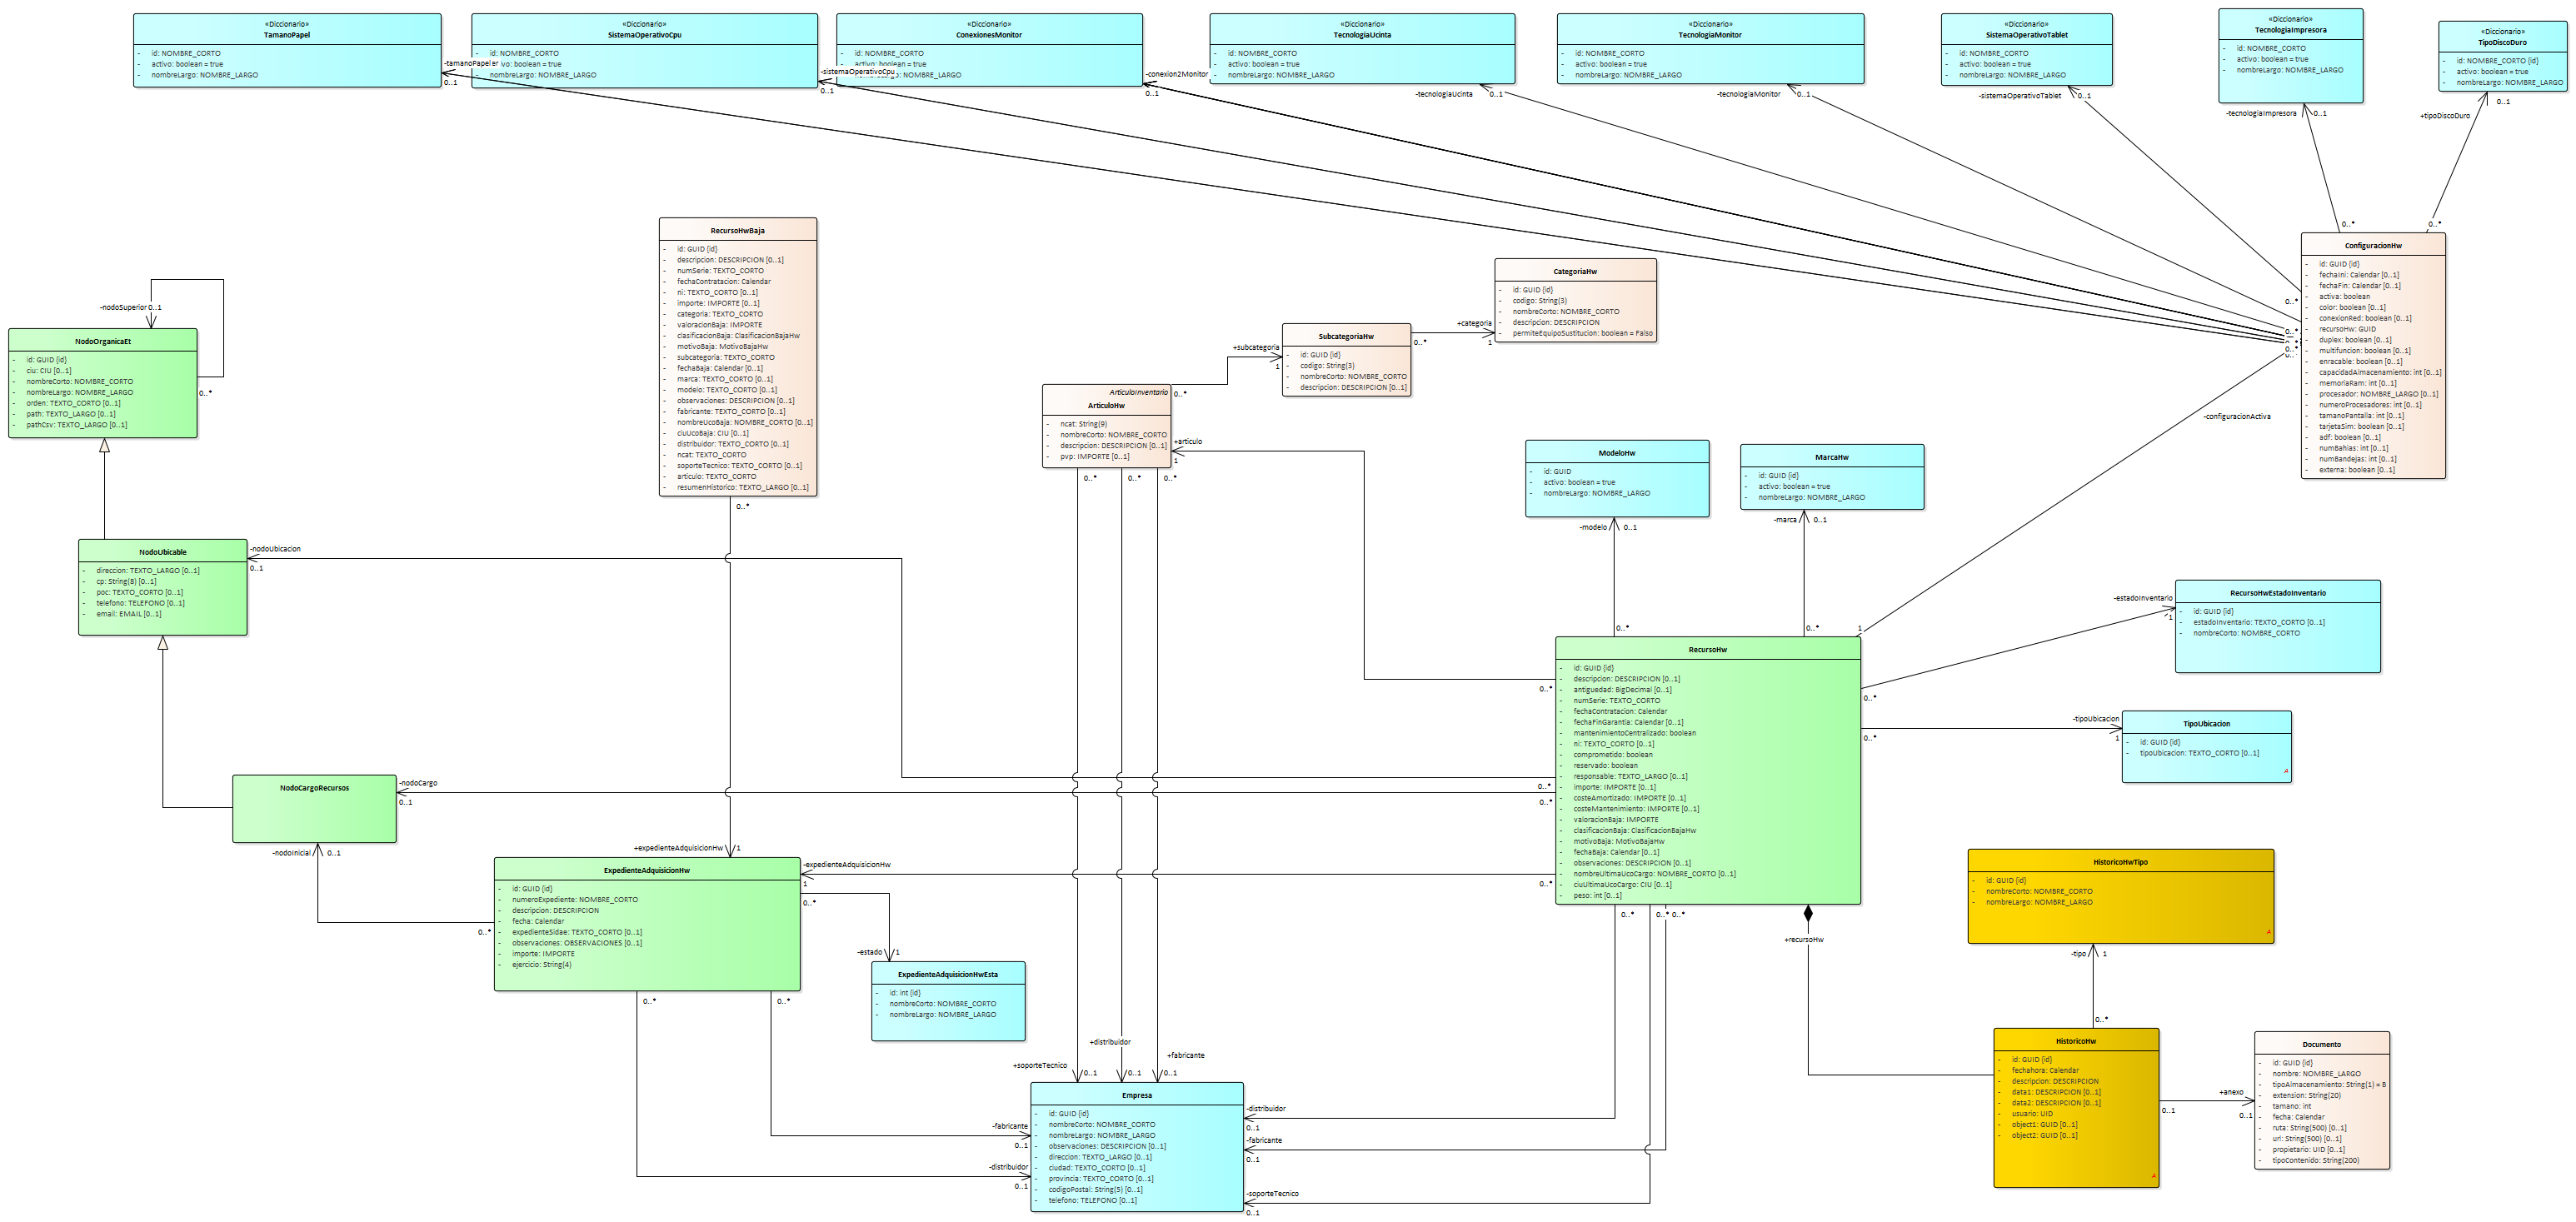 «Diccionario»
TamanoPapel
- id: NOMBRE_CORTO
- activo: boolean = true
- nombreLargo: NOMBRE_LARGO
-tamanoPapeler
0..1
«Diccionario»
SistemaOperativoCpu
id: NOMBRE_CORTO
activo: boolean = true
- nombreLargo: NOMBRE_LARGO
-sistemaOperativoCpu
0..1
«Diccionario»
ConexionesMonitor
- id: NOMBRE_CORTO
- activo: boolean = true
NOMBRE_LARGO
-conexion2Monitor
0..1
«Diccionario»
TecnologiaUcinta
- id: NOMBRE_CORTO
- activo: boolean = true
- nombreLargo: NOMBRE_LARGO
-tecnologiaUcinta
0..1
«Diccionario»
TecnologiaMonitor
- id: NOMBRE_CORTO
- activo: boolean = true
- nombreLargo: NOMBRE_LARGO
-tecnologiaMonitor
0..1
«Diccionario»
SistemaOperativoTablet
- id: NOMBRE_CORTO
- activo: boolean = true
- nombreLargo: NOMBRE_LARGO
-sistemaOperativoTablet
0..1
«Diccionario»
TecnologiaImpresora
- id: NOMBRE_CORTO
- activo: boolean = true
- nombreLargo: NOMBRE_LARGO
-tecnologiaImpresora
0..1
«Diccionario»
TipoDiscoDuro
- id: NOMBRE_CORTO {id}
- activo: boolean = true
- nombreLargo: NOMBRE_LARGO
+tipoDiscoDuro
0..1
0..*
0..*
ConfiguracionHw
- id: GUID {id}
- fechaIni: Calendar [0..1]
- fechaFin: Calendar [0..1]
- activa: boolean
- color: boolean [0..1]
- conexionRed: boolean [0..1]
- recursoHw: GUID
- duplex: boolean [0..1]
- multifuncion: boolean [0..1]
- enracable: boolean [0..1]
- capacidadAlmacenamiento: int [0..1]
- memoriaRam: int [0..1]
- procesador: NOMBRE_LARGO [0..1]
- numeroProcesadores: int [0..1]
- tamanoPantalla: int [0..1]
- tarjetaSim: boolean [0..1]
- adf: boolean [0..1]
- numBahias: int [0..1]
- numBandejas: int [0..1]
- externa: boolean [0..1]
0..*
0..*
0..*
-configuracionActiva
1
RecursoHwBaja
- id: GUID {id}
- descripcion: DESCRIPCION [0..1]
- numSerie: TEXTO_CORTO
- fechaContratacion: Calendar
- ni: TEXTO_CORTO [0..1]
- importe: IMPORTE [0..1]
- categoria: TEXTO_CORTO
- valoracionBaja: IMPORTE
- clasificacionBaja: ClasificacionBajaHw
- motivoBaja: MotivoBajaHw
- subcategoria: TEXTO_CORTO
- fechaBaja: Calendar [0..1]
- marca: TEXTO_CORTO [0..1]
- modelo: TEXTO_CORTO [0..1]
- observaciones: DESCRIPCION [0..1]
- fabricante: TEXTO_CORTO [0..1]
- nombreUcoBaja: NOMBRE_CORTO [0..1]
- ciuUcoBaja: CIU [0..1]
- distribuidor: TEXTO_CORTO [0..1]
- ncat: TEXTO_CORTO
- soporteTecnico: TEXTO_CORTO [0..1]
- articulo: TEXTO_CORTO
- resumenHistorico: TEXTO_LARGO [0..1]
0..*
+expedienteAdquisicionHw
1
-nodoSuperior 0..1
NodoOrganicaEt
- id: GUID {id}
- ciu: CIU [0..1]
- nombreCorto: NOMBRE_CORTO
- nombreLargo: NOMBRE_LARGO
- orden: TEXTO_CORTO [0..1]
- path: TEXTO_LARGO [0..1]
- pathCsv: TEXTO_LARGO [0..1]
0..*
NodoUbicable
- direccion: TEXTO_LARGO [0..1]
- cp: String(8) [0..1]
- poc: TEXTO_CORTO [0..1]
- telefono: TELEFONO [0..1]
- email: EMAIL [0..1]
-nodoUbicacion
0..1
NodoCargoRecursos
-nodoCargo
0..1
-nodoInicial 0..1
CategoriaHw
- id: GUID {id}
- codigo: String(3)
- nombreCorto: NOMBRE_CORTO
- descripcion: DESCRIPCION
- permiteEquipoSustitucion: boolean = Falso
+categoria
1
0..*
SubcategoriaHw
- id: GUID {id}
- codigo: String(3)
- nombreCorto: NOMBRE_CORTO
- descripcion: DESCRIPCION [0..1]
+subcategoria
1
0..*
ArticuloInventario
ArticuloHw
- ncat: String(9)
- nombreCorto: NOMBRE_CORTO
- descripcion: DESCRIPCION [0..1]
- pvp: IMPORTE [0..1]
+articulo
1
0..*
0..*
0..*
ModeloHw
- id: GUID
- activo: boolean = true
- nombreLargo: NOMBRE_LARGO
-modelo 0..1
0..*
MarcaHw
- id: GUID {id}
- activo: boolean = true
- nombreLargo: NOMBRE_LARGO
-marca 0..1
0..*
RecursoHw
- id: GUID {id}
- descripcion: DESCRIPCION [0..1]
- antiguedad: BigDecimal [0..1]
- numSerie: TEXTO_CORTO
- fechaContratacion: Calendar
- fechaFinGarantia: Calendar [0..1]
- mantenimientoCentralizado: boolean
- ni: TEXTO_CORTO [0..1]
- comprometido: boolean
- reservado: boolean
- responsable: TEXTO_LARGO [0..1]
- importe: IMPORTE [0..1]
- costeAmortizado: IMPORTE [0..1]
- costeMantenimiento: IMPORTE [0..1]
- valoracionBaja: IMPORTE
- clasificacionBaja: ClasificacionBajaHw
- motivoBaja: MotivoBajaHw
- fechaBaja: Calendar [0..1]
- observaciones: DESCRIPCION [0..1]
- nombreUltimaUcoCargo: NOMBRE_CORTO [0..1]
- ciuUltimaUcoCargo: CIU [0..1]
- peso: int [0..1]
0..*
0..*
0..*
0..*
0..* 0..* 0..*
-estadoInventario
1
0..*
RecursoHwEstadoInventario
- id: GUID {id}
- estadoInventario: TEXTO_CORTO [0..1]
- nombreCorto: NOMBRE_CORTO
-tipoUbicacion
0..* 1
TipoUbicacion
- id: GUID {id}
- tipoUbicacion: TEXTO_CORTO [0..1]
ExpedienteAdquisicionHw
- id: GUID {id}
- numeroExpediente: NOMBRE_CORTO
- descripcion: DESCRIPCION
- fecha: Calendar
- expedienteSidae: TEXTO_CORTO [0..1]
- observaciones: OBSERVACIONES [0..1]
- importe: IMPORTE
- ejercicio: String(4)
-expedienteAdquisicionHw
1
0..*
0..*
0..*
0..*
-estado 1
ExpedienteAdquisicionHwEsta
- id: int {id}
- nombreCorto: NOMBRE_CORTO
- nombreLargo: NOMBRE_LARGO
+distribuidor
+fabricante
+soporteTecnico 0..1 0..1 0..1
Empresa
- id: GUID {id}
- nombreCorto: NOMBRE_CORTO
- nombreLargo: NOMBRE_LARGO
- observaciones: DESCRIPCION [0..1]
- direccion: TEXTO_LARGO [0..1]
- ciudad: TEXTO_CORTO [0..1]
- provincia: TEXTO_CORTO [0..1]
- codigoPostal: String(5) [0..1]
- telefono: TELEFONO [0..1]
-fabricante
0..1
-distribuidor
0..1
-distribuidor
0..1
-fabricante
0..1
-soporteTecnico
0..1
+recursoHw
HistoricoHwTipo
- id: GUID {id}
- nombreCorto: NOMBRE_CORTO
- nombreLargo: NOMBRE_LARGO
-tipo 1
0..*
HistoricoHw
- id: GUID {id}
- fechahora: Calendar
- descripcion: DESCRIPCION
- data1: DESCRIPCION [0..1]
- data2: DESCRIPCION [0..1]
- usuario: UID
- object1: GUID [0..1]
- object2: GUID [0..1]
+anexo
0..1 0..1
Documento
- id: GUID {id}
- nombre: NOMBRE_LARGO
- tipoAlmacenamiento: String(1) = B
- extension: String(20)
- tamano: int
- fecha: Calendar
- ruta: String(500) [0..1]
- url: String(500) [0..1]
- propietario: UID [0..1]
- tipoContenido: String(200)